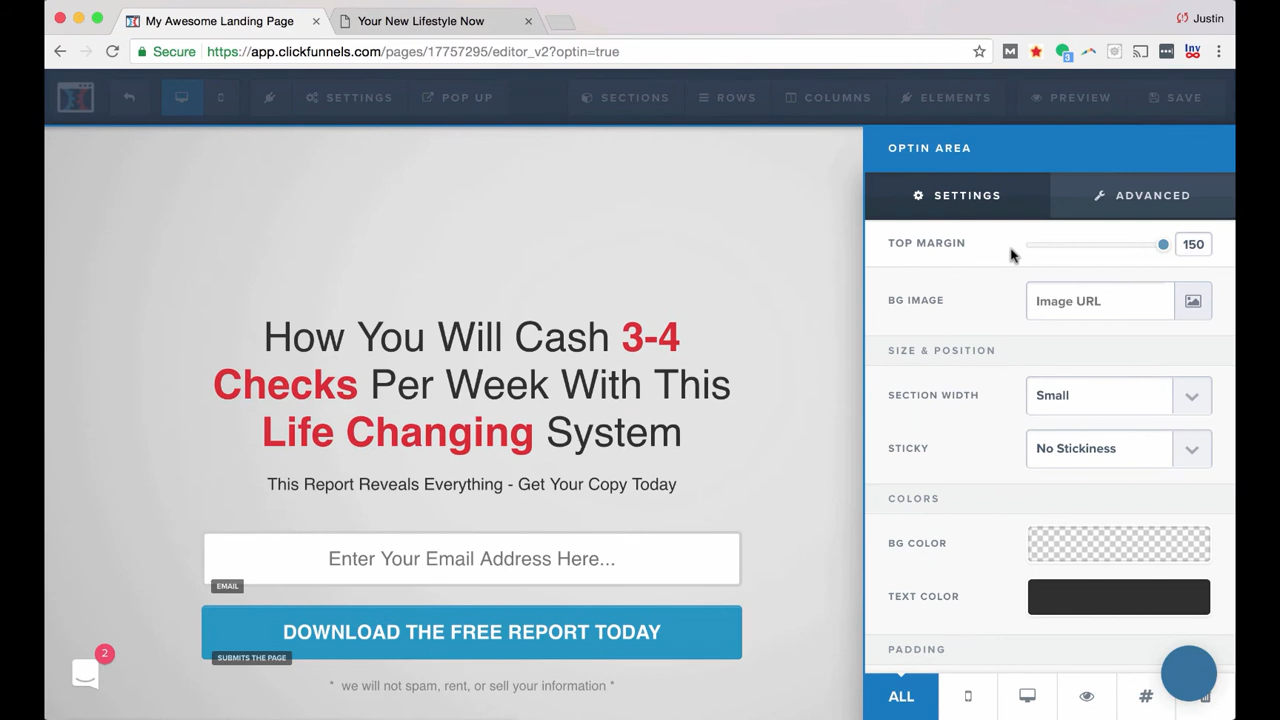 My Awesome Landing Page
Your New Lifestyle Now
Justin
Secure
https://app.clickfunnels.com/pages/17757295/editor_v2?optin=true
M
3
Inv
SETTINGS
POP UP
SECTIONS
ROWS
COLUMNS
ELEMENTS
PREVIEW
SAVE
OPTIN AREA
SETTINGS
ADVANCED
TOP MARGIN
150
BG IMAGE
Image URL
SIZE & POSITION
SECTION WIDTH
Small
STICKY
No Stickiness
COLORS
BG COLOR
TEXT COLOR
PADDING
ALL
#
How You Will Cash 3-4
Checks Per Week With This
Life Changing System
This Report Reveals Everything - Get Your Copy Today
Enter Your Email Address Here...
EMAIL
DOWNLOAD THE FREE REPORT TODAY
SUBMITS THE PAGE
* we will not spam, rent, or sell your information *
2